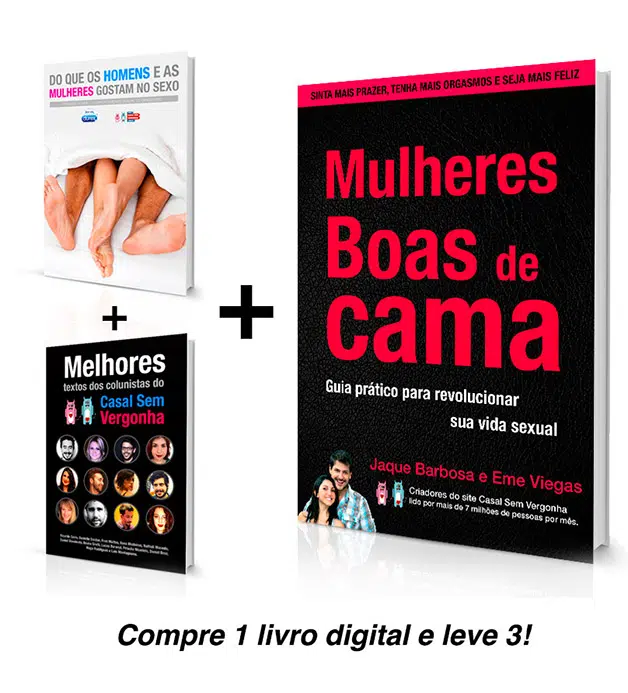 DO QUE OS HOMENS E AS
MULHERES GOSTAM NO SEXO
+
Melhores
textos dos colunistas do
Casal Sem
Vergonha
+
SINTA MAIS PRAZER, TENHA MAIS ORGASMOS E SEJA MAIS FELIZ
Mulheres
Boas de
cama
Guia prático para revolucionar
sua vida sexual
Jaque Barbosa e Eme Viegas
Criadores do site Casal Sem Vergonha
lido por mais de 7 milhões de pessoas por mês.
Compre 1 livro digital e leve 3!